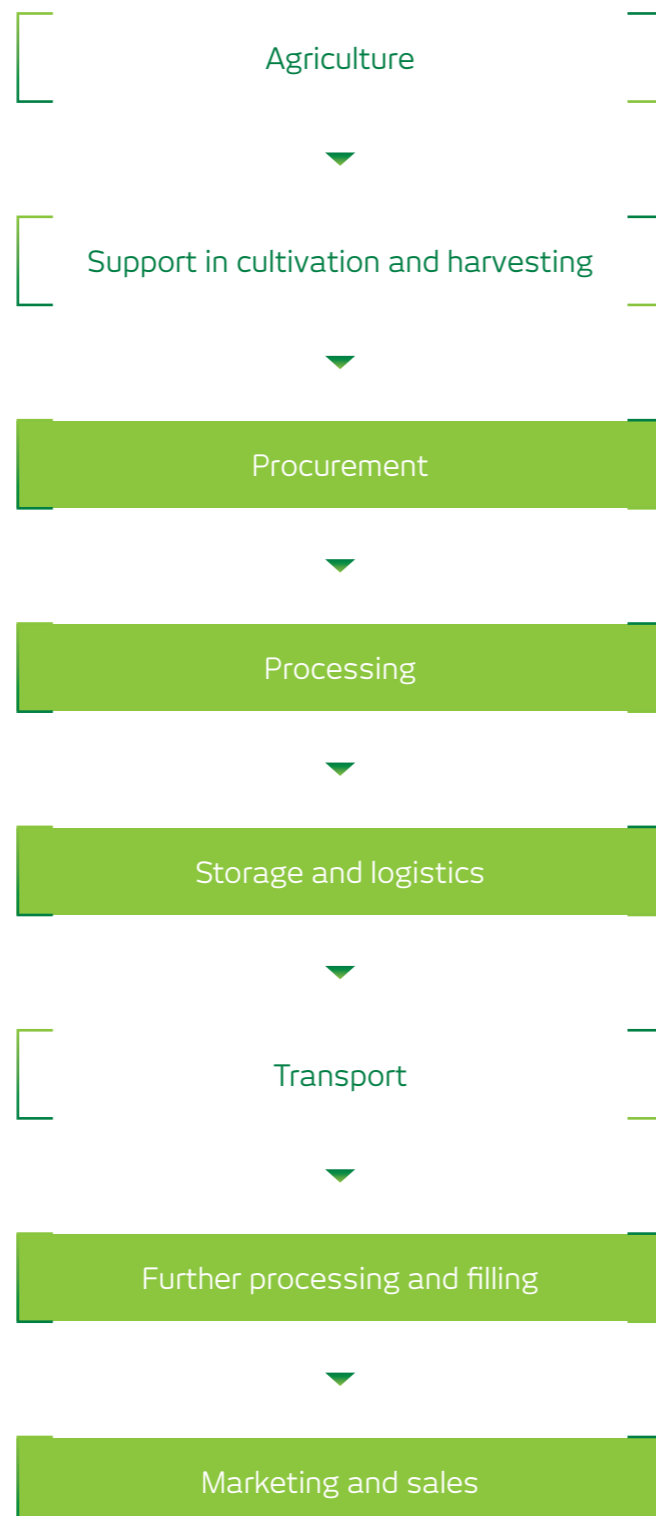 Agriculture
Support in cultivation and harvesting
Procurement
Processing
Storage and logistics
Transport
Further processing and filling
Marketing and sales